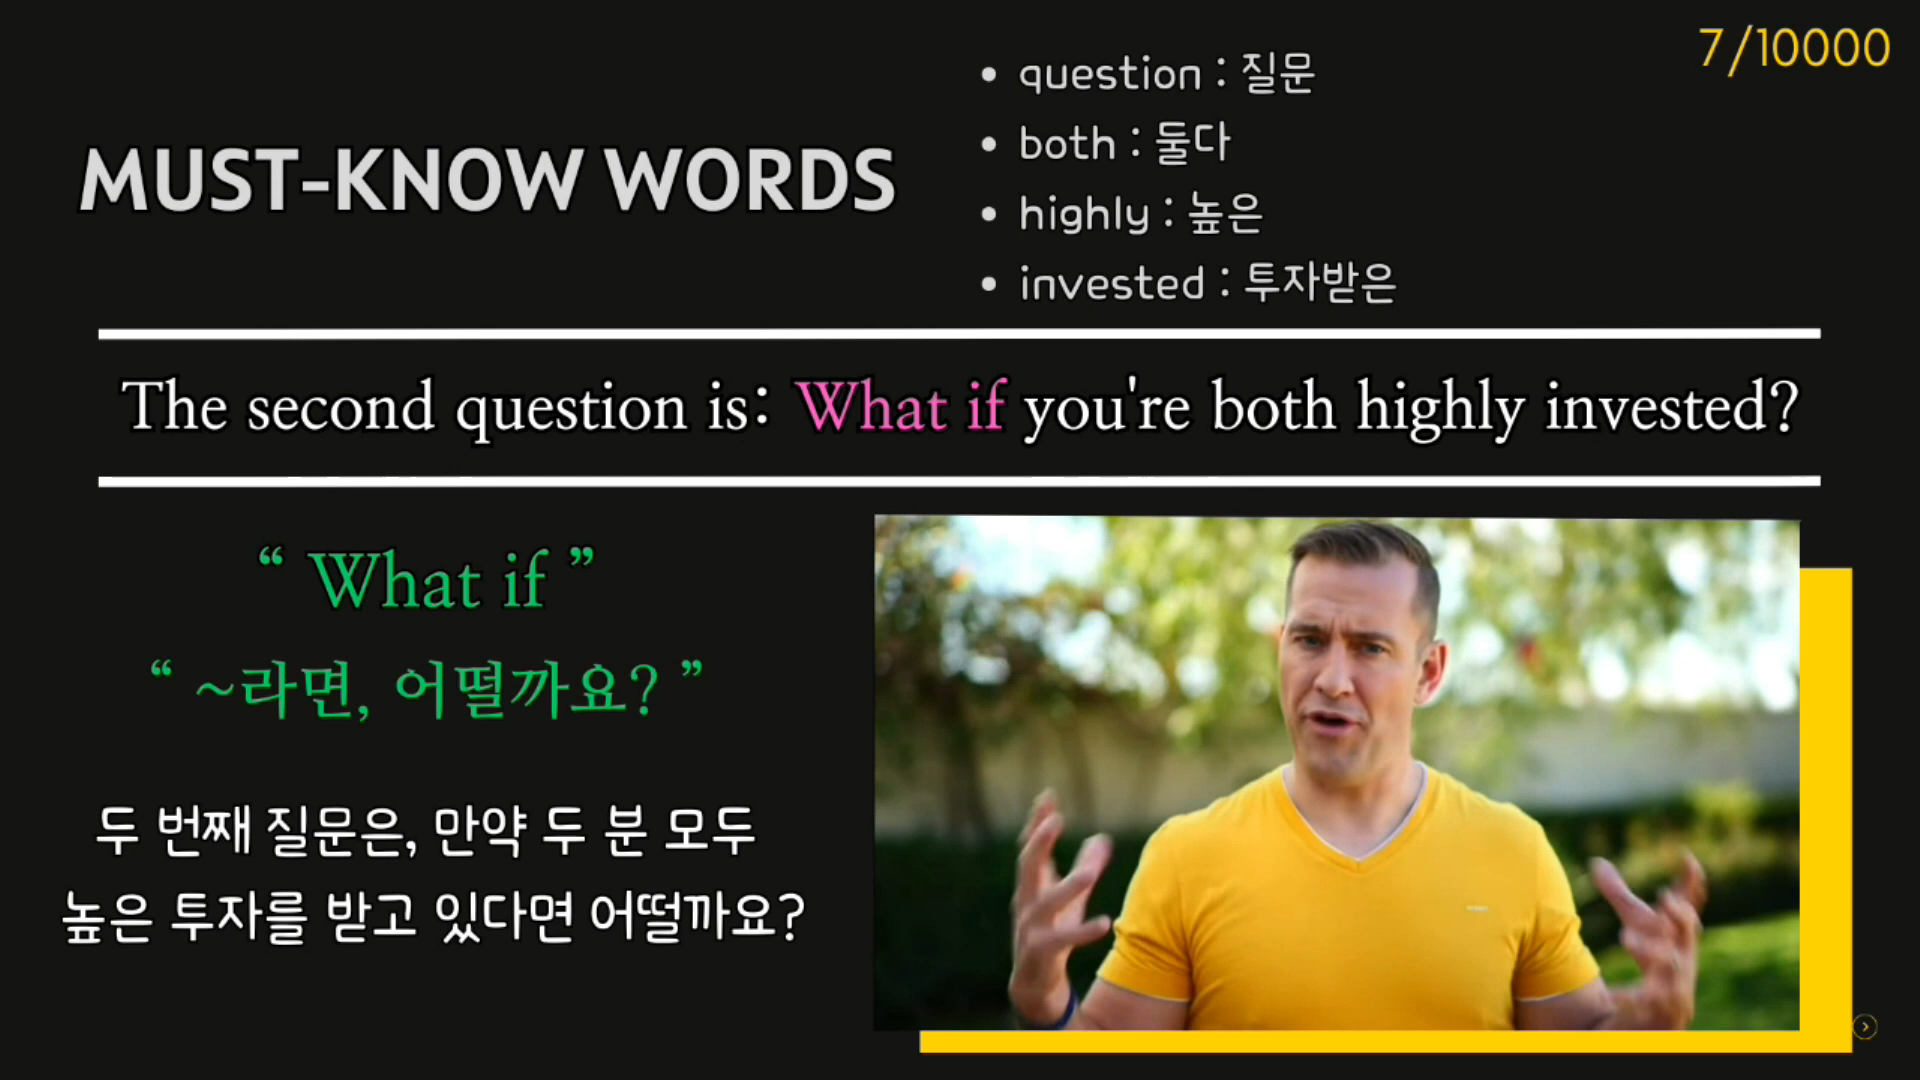 7/10000
MUST-KNOW WORDS
• question : 질문
• both : 둘다
• highly : 높은
• invested : 투자받은
The second question is: What if you're both highly invested?
“ What if ”
“ ~라면, 어떨까요? ”
두 번째 질문은, 만약 두 분 모두
높은 투자를 받고 있다면 어떨까요?